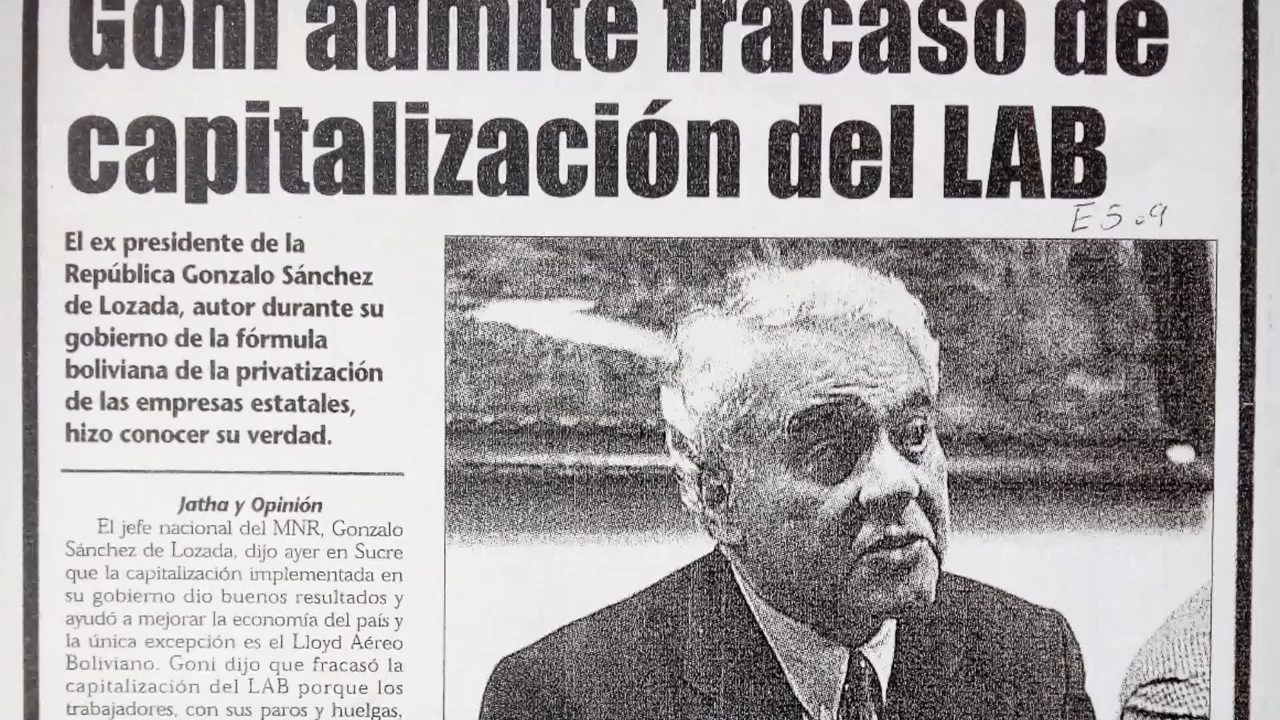 Goni admite fracaso de
capitalización del LAB
E 5.9
El ex presidente de la
República Gonzalo Sánchez
de Lozada, autor durante su
gobierno de la fórmula
boliviana de la privatización
de las empresas estatales,
hizo conocer su verdad.
Jatha y Opinión
El jefe nacional del MNR, Gonzalo
Sánchez de Lozada, dijo ayer en Sucre
que la capitalización implementada en
su gobierno dio buenos resultados y
ayudó a mejorar la economía del país y
la única excepción es el Lloyd Aéreo
Boliviano. Goni dijo que fracasó la
capitalización del LAB porque los
trabajadores, con sus paros y huelgas,